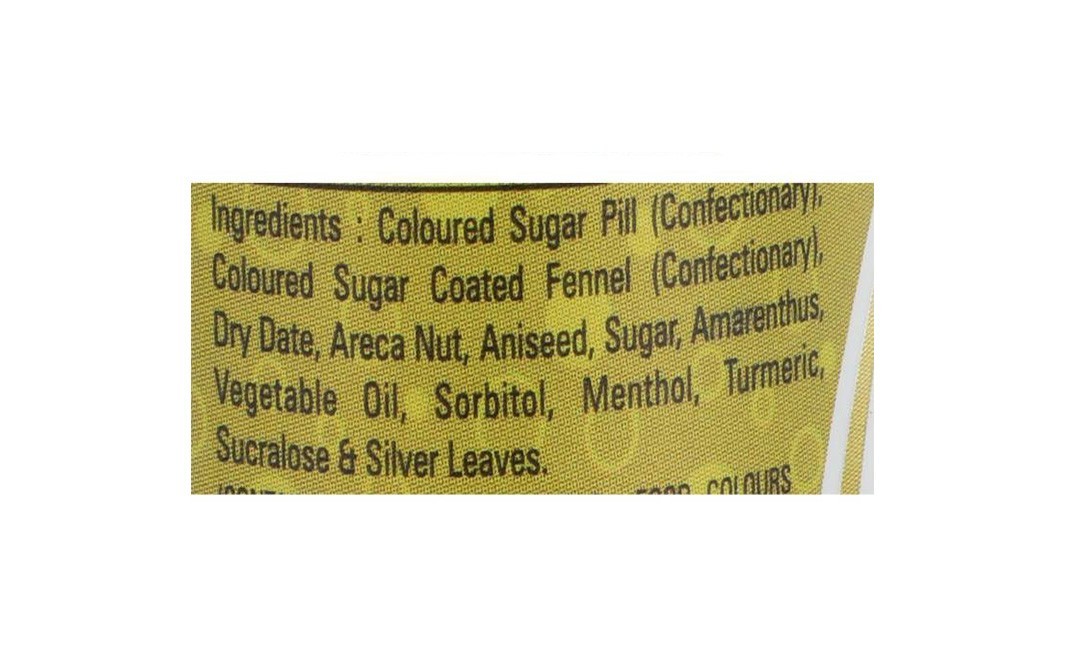 Ingredients : Coloured Sugar Pill (Confectionary),
Coloured Sugar Coated Fennel (Confectionary),
Dry Date, Areca Nut, Aniseed, Sugar, Amarenthus,
Vegetable Oil, Sorbitol, Menthol, Turmeric,
Sucralose & Silver Leaves.
FOOD COLOURS